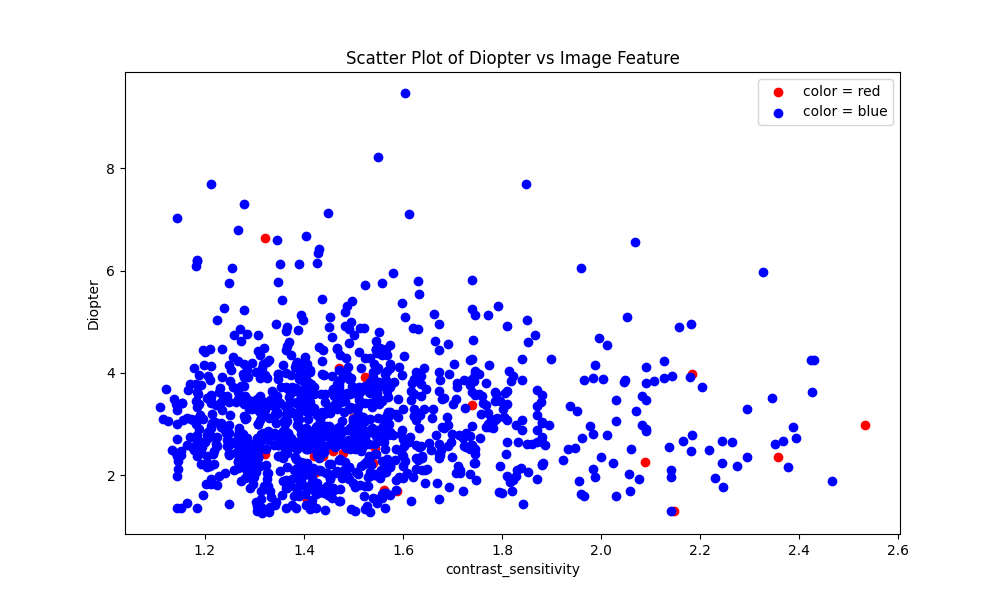 Scatter Plot of Diopter vs Image Feature
color = red
color = blue
8
6
4
2
Diopter
1.2 1.4 1.6 1.8 2.0 2.2 2.4 2.6
contrast_sensitivity